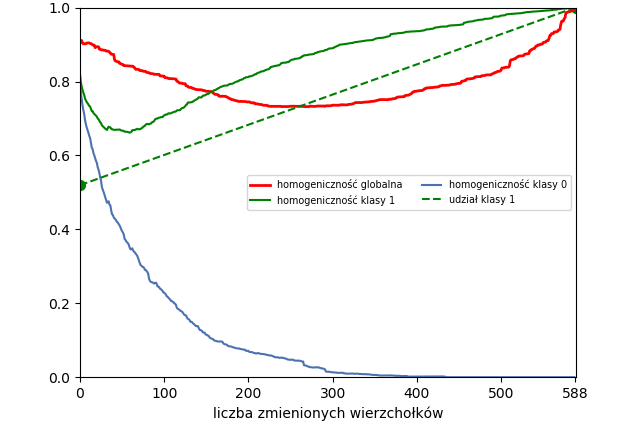 1.0
0.8
0.6
0.4
0.2
0.0
homogeniczność globalna
homogeniczność klasy 1
homogeniczność klasy 0
udział klasy 1
0 100 200 300 400 500 588
liczba zmienionych wierzchołków